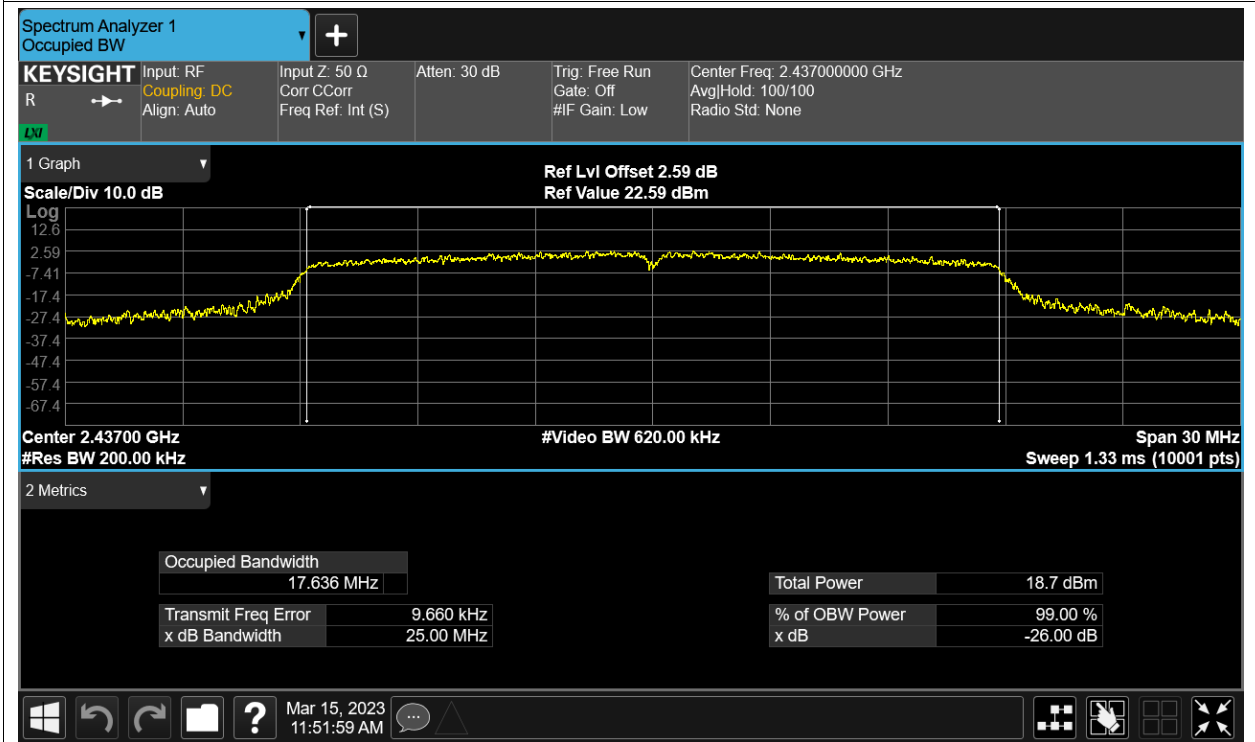 Spectrum Analyzer 1
Occupied BW
KEYSIGHT
R
LXI
Input: RF
Coupling: DC
Align: Auto
Input Z: 50 Ω
Corr CCorr
Freq Ref: Int (S)
Atten: 30 dB
Trig: Free Run
Gate: Off
#IF Gain: Low
Center Freq: 2.437000000 GHz
Avg|Hold: 100/100
Radio Std: None
1 Graph
Scale/Div 10.0 dB
Ref Lvl Offset 2.59 dB
Ref Value 22.59 dBm
Log
12.6
2.59
-7.41
-17.4
-27.4
-37.4
-47.4
-57.4
-67.4
Center 2.43700 GHz
#Video BW 620.00 kHz
Span 30 MHz
#Res BW 200.00 kHz
Sweep 1.33 ms (10001 pts)
2 Metrics
Occupied Bandwidth
17.636 MHz
Total Power 18.7 dBm
Transmit Freq Error 9.660 kHz
% of OBW Power 99.00 %
x dB Bandwidth 25.00 MHz
x dB -26.00 dB
?
Mar 15, 2023
11:51:59 AM